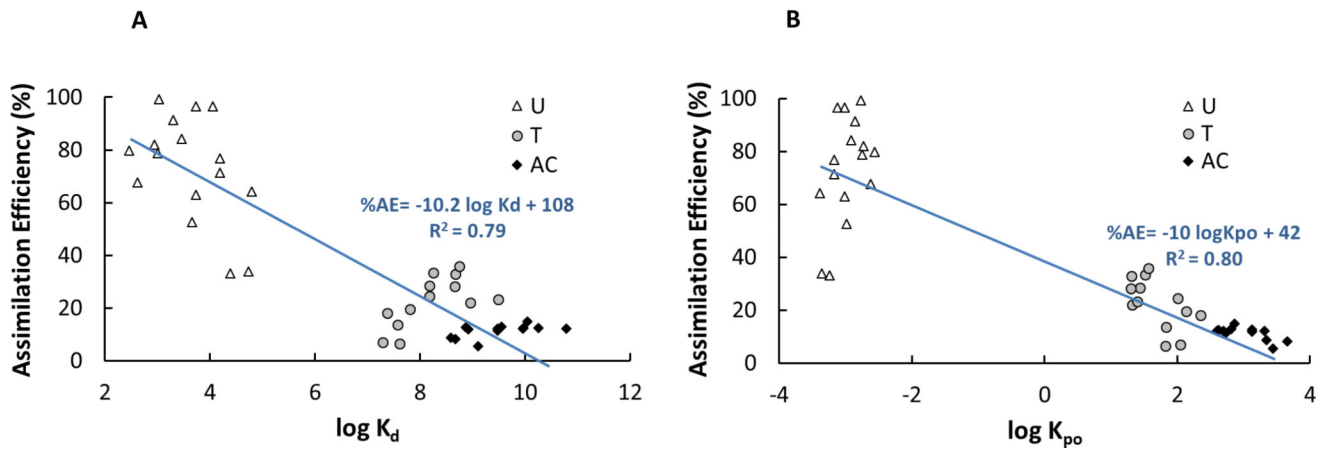 A
Assimilation Efficiency (%)
100
80
60
40
20
0
2
4
6
8
10
12
log K_d
U
T
AC
%AE= -10.2 log Kd + 108
R² = 0.79
B
Assimilation Efficiency (%)
100
80
60
40
20
0
-4
-2
0
2
4
log K_po
U
T
AC
%AE= -10 logKpo + 42
R² = 0.80